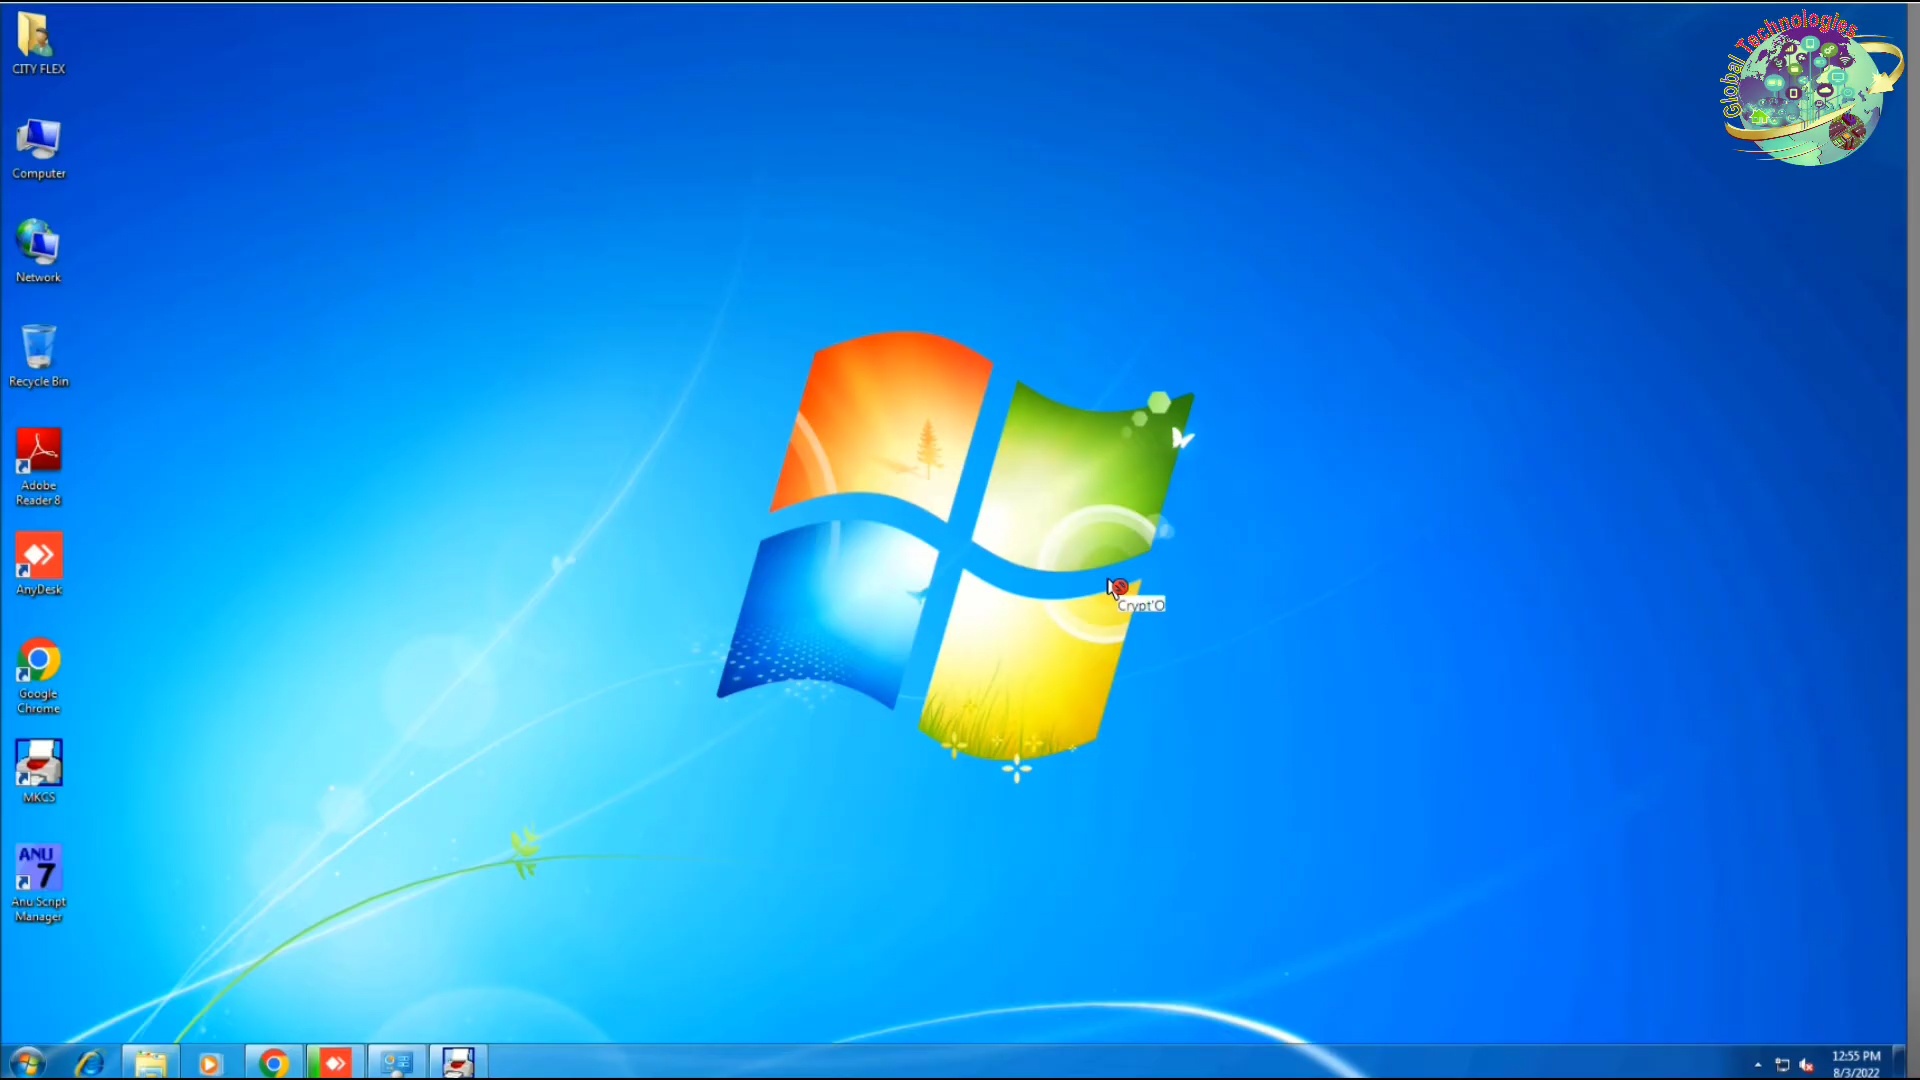 CITY FLEX
Computer
Network
Recycle Bin
Adobe
Reader 8
AnyDesk
Google
Chrome
MKCS
ANU
7
Anu Script
Manager
Crypt'O
Global Technologies
12:55 PM
8/3/2022